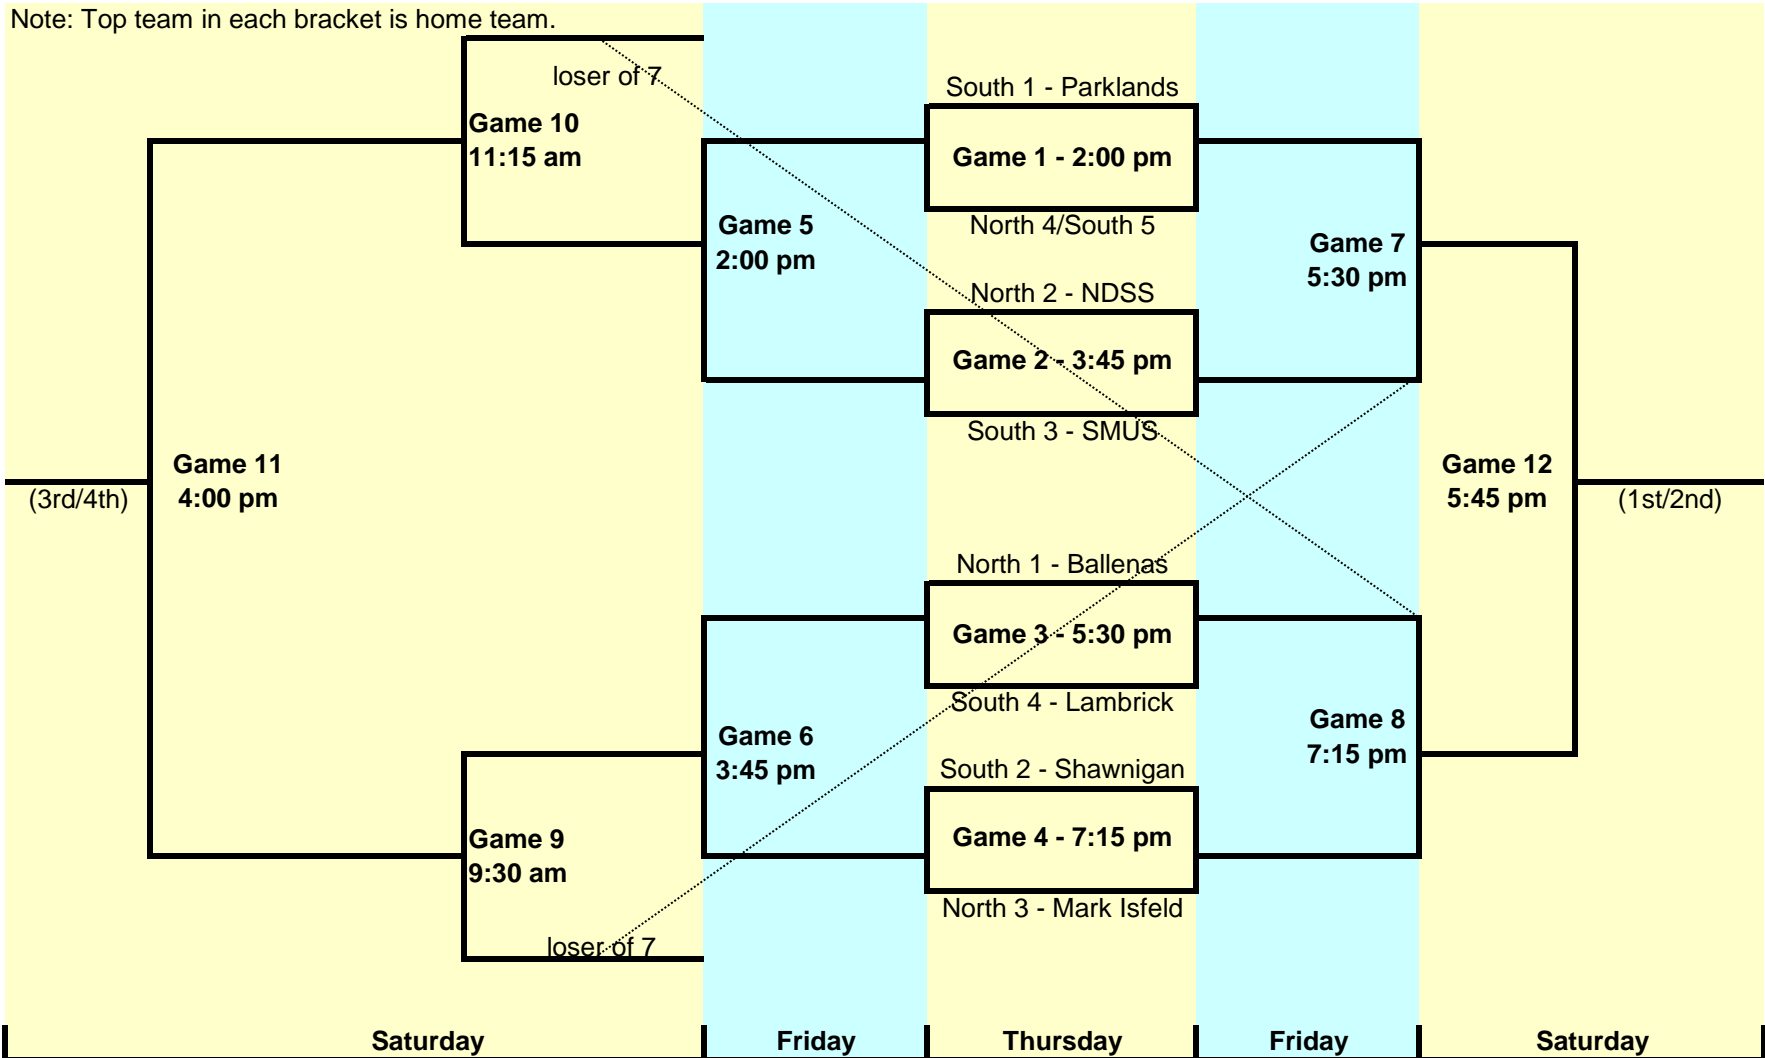 Note: Top team in each bracket is home team.
loser of 7
Game 10
11:15 am
South 1 - Parklands
Game 1 - 2:00 pm
North 4/South 5
Game 5
2:00 pm
Game 7
5:30 pm
North 2 - NDSS
Game 2 - 3:45 pm
South 3 - SMUS
Game 11
4:00 pm
(3rd/4th)
Game 12
5:45 pm
(1st/2nd)
North 1 - Ballenas
Game 3 - 5:30 pm
South 4 - Lambrick
Game 6
3:45 pm
Game 8
7:15 pm
South 2 - Shawnigan
Game 4 - 7:15 pm
North 3 - Mark Isfeld
Game 9
9:30 am
loser of 7
Saturday Friday Thursday Friday Saturday